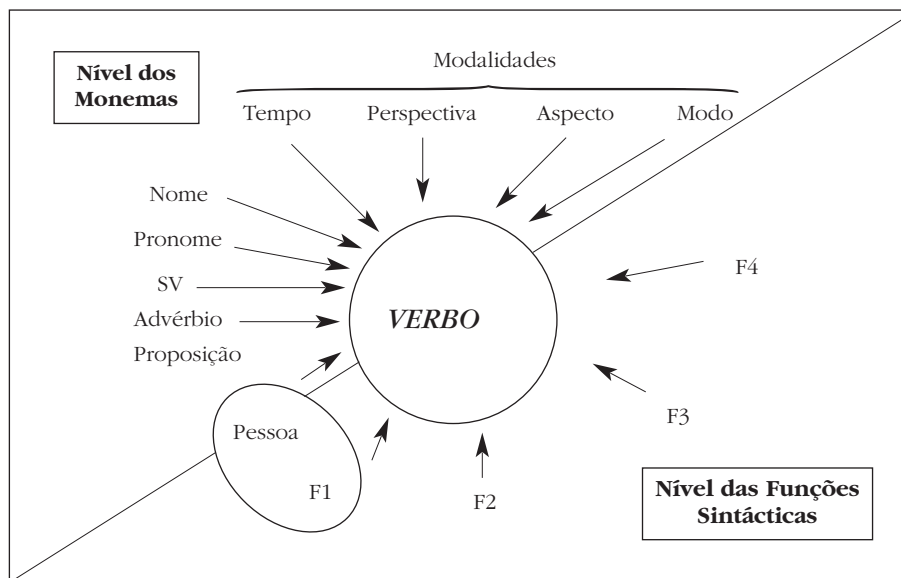 Modalidades
Nível dos
Monemas
Tempo Perspectiva Aspecto Modo
Nome
Pronome
SV
Advérbio
Proposição
VERBO
F4
F3
Pessoa
F1
F2
Nível das Funções
Sintácticas